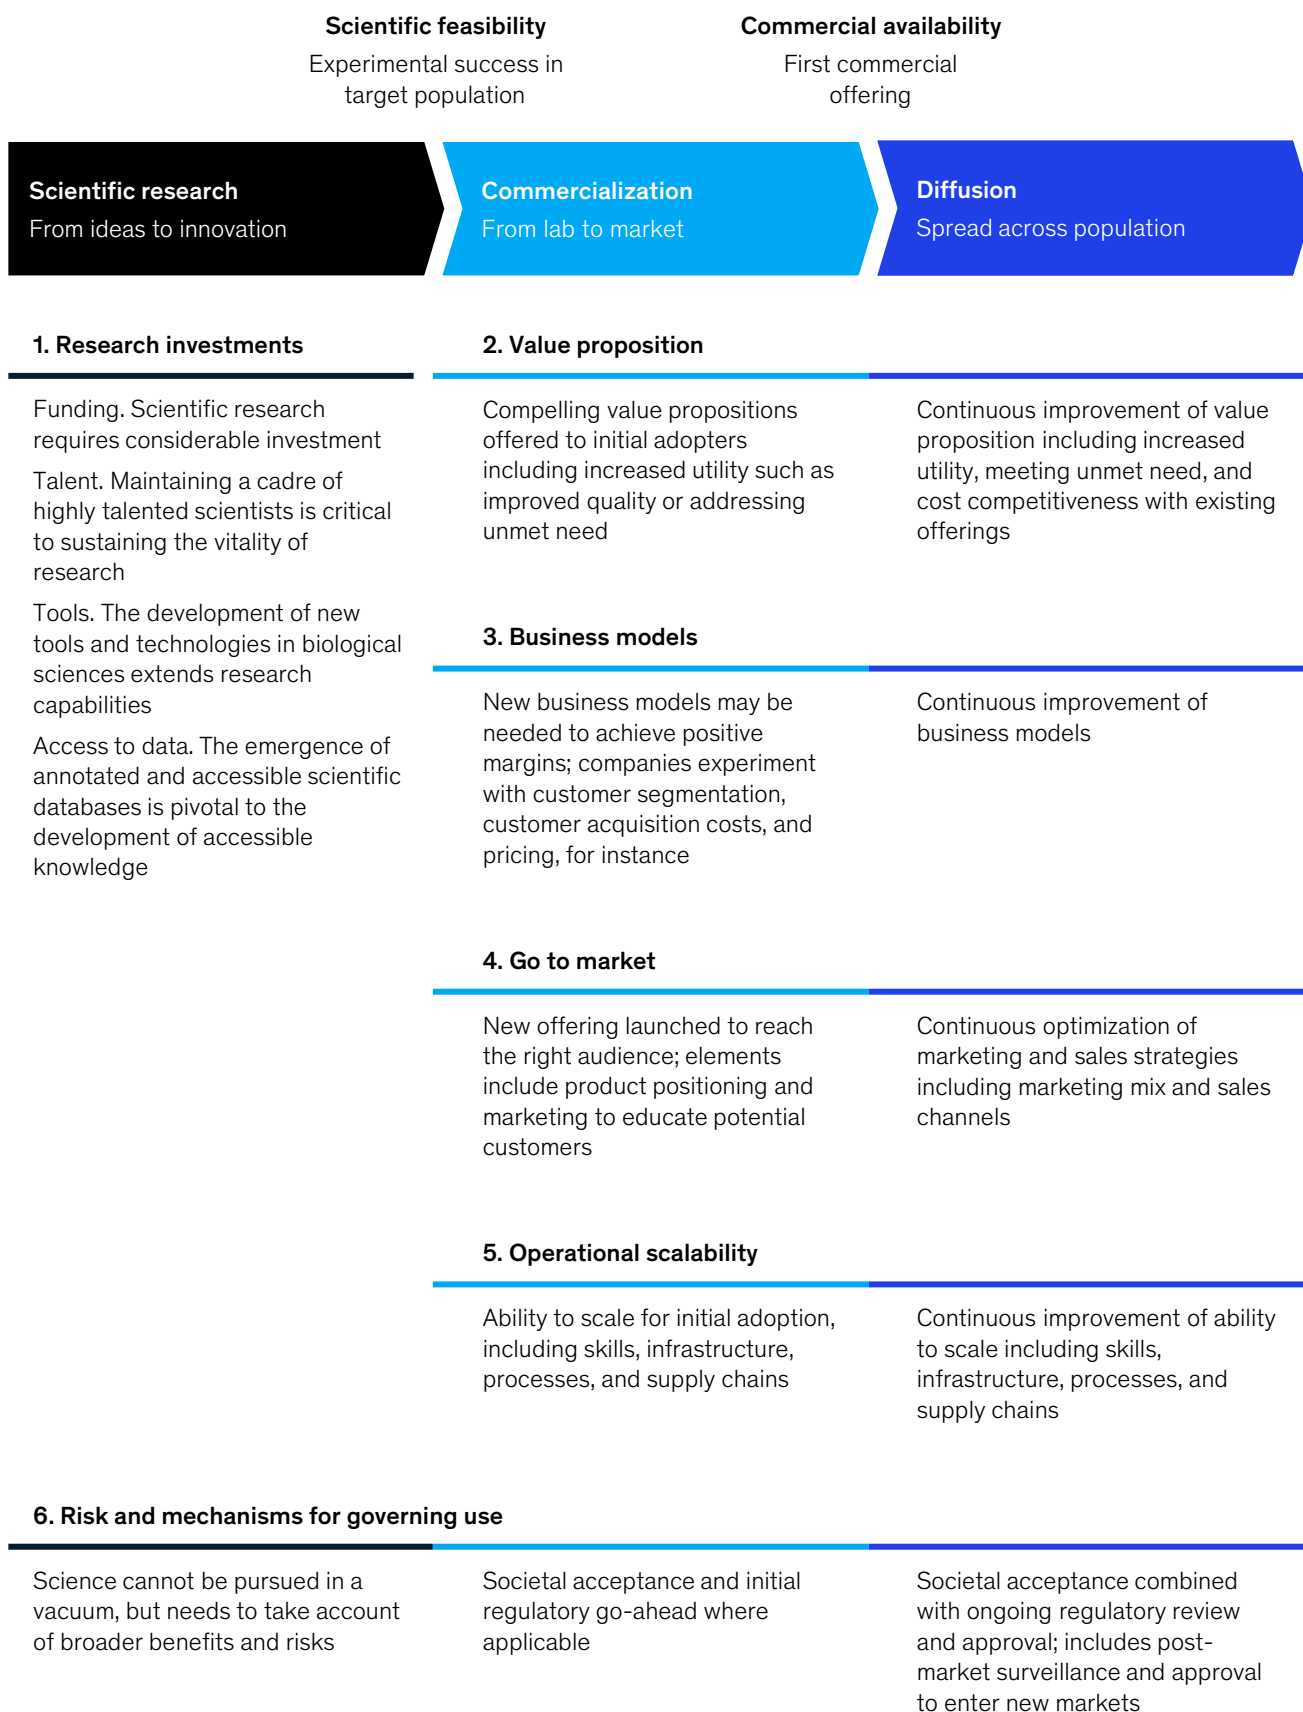 Scientific feasibility
Experimental success in
target population
Commercial availability
First commercial
offering
Scientific research
From ideas to innovation
Commercialization
From lab to market
Diffusion
Spread across population
1. Research investments
Funding. Scientific research
requires considerable investment
Talent. Maintaining a cadre of
highly talented scientists is critical
to sustaining the vitality of
research
Tools. The development of new
tools and technologies in biological
sciences extends research
capabilities
Access to data. The emergence of
annotated and accessible scientific
databases is pivotal to the
development of accessible
knowledge
2. Value proposition
Compelling value propositions
offered to initial adopters
including increased utility such as
improved quality or addressing
unmet need
Continuous improvement of value
proposition including increased
utility, meeting unmet need, and
cost competitiveness with existing
offerings
3. Business models
New business models may be
needed to achieve positive
margins; companies experiment
with customer segmentation,
customer acquisition costs, and
pricing, for instance
Continuous improvement of
business models
4. Go to market
New offering launched to reach
the right audience; elements
include product positioning and
marketing to educate potential
customers
Continuous optimization of
marketing and sales strategies
including marketing mix and sales
channels
5. Operational scalability
Ability to scale for initial adoption,
including skills, infrastructure,
processes, and supply chains
Continuous improvement of ability
to scale including skills,
infrastructure, processes, and
supply chains
6. Risk and mechanisms for governing use
Science cannot be pursued in a
vacuum, but needs to take account
of broader benefits and risks
Societal acceptance and initial
regulatory go-ahead where
applicable
Societal acceptance combined
with ongoing regulatory review
and approval; includes post-
market surveillance and approval
to enter new markets